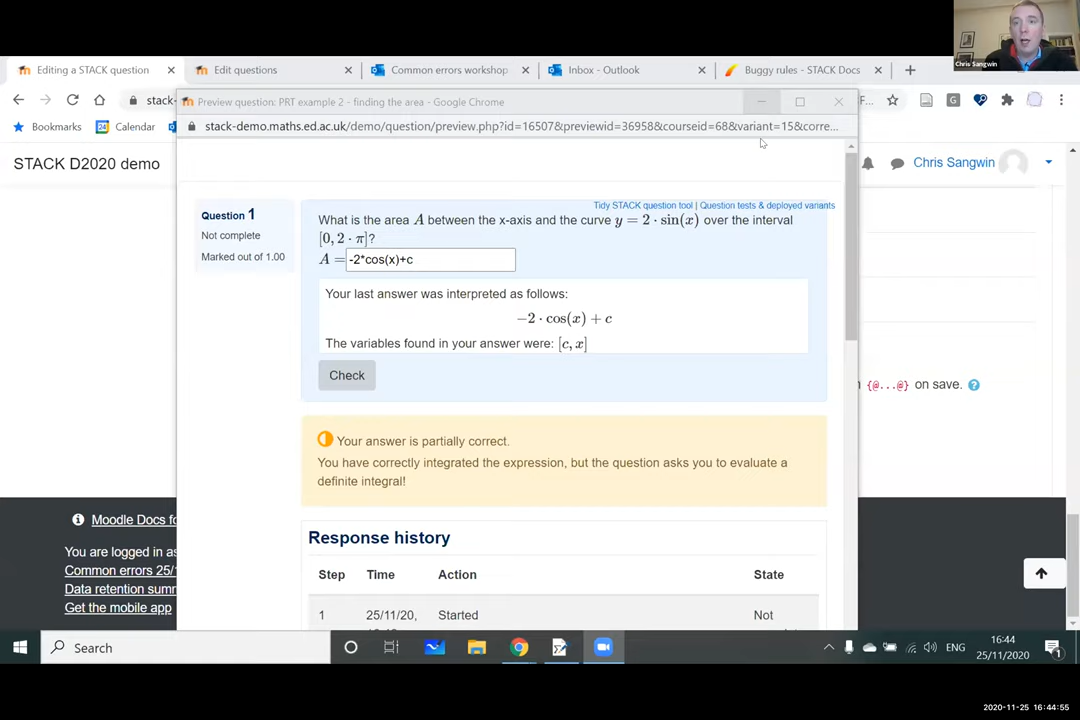 Chris Sangwin
Editing a STACK question
Edit questions
Common errors workshop
Inbox - Outlook
Buggy rules - STACK Docs
stack-
Preview question: PRT example 2 - finding the area - Google Chrome
F...
Bookmarks
Calendar
stack-demo.maths.ed.ac.uk/demo/question/preview.php?id=16507&previewid=36958&courseid=68&variant=15&corre...
STACK D2020 demo
Chris Sangwin
Tidy STACK question tool | Question tests & deployed variants
Question 1
Not complete
Marked out of 1.00
What is the area A between the x-axis and the curve y = 2 · sin(x) over the interval
[0, 2 · π]?
A = -2*cos(x)+c
Your last answer was interpreted as follows:
−2 · cos(x) + c
The variables found in your answer were: [c, x]
Check
{@...@} on save.
Your answer is partially correct.
You have correctly integrated the expression, but the question asks you to evaluate a
definite integral!
Moodle Docs fo
You are logged in as
Common errors 25/1
Data retention summ
Get the mobile app
Response history
Step Time Action State
1 25/11/20, Started Not
Search
ENG
16:44
25/11/2020
2020-11-25 16:44:55